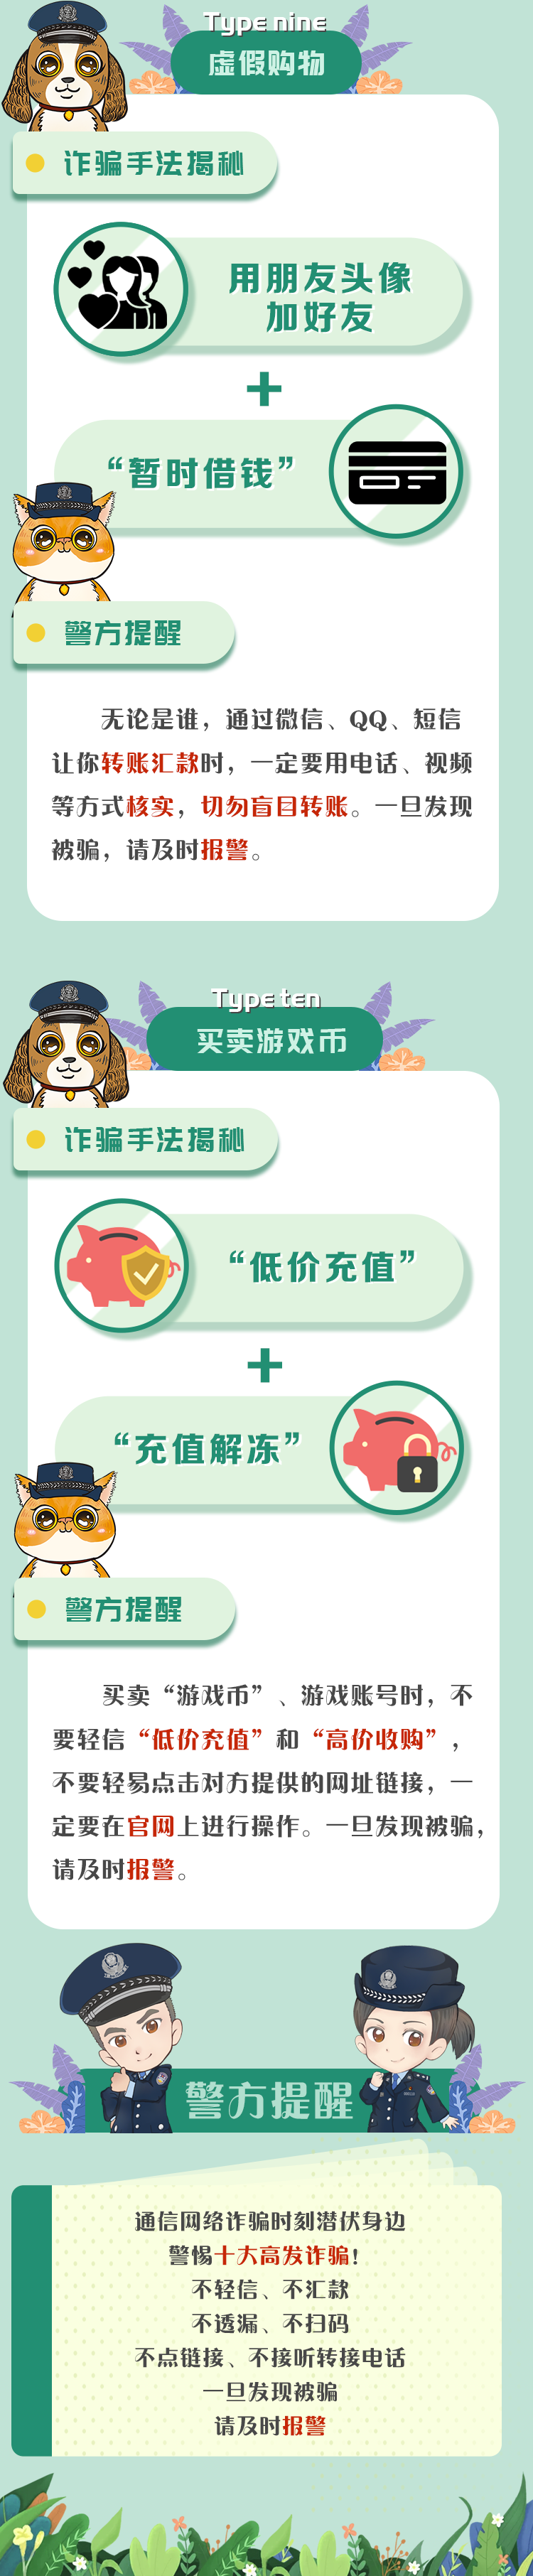 Type nine
虚假购物
诈骗手法揭秘
用朋友头像
加好友
+
“暂时借钱”
警方提醒
无论是谁，通过微信、QQ、短信
让你转账汇款时，一定要用电话、视频
等方式核实，切勿盲目转账。一旦发现
被骗，请及时报警。
Type ten
买卖游戏币
诈骗手法揭秘
“低价充值”
+
“充值解冻”
警方提醒
买卖“游戏币”、游戏账号时，不
要轻信“低价充值”和“高价收购”，
不要轻易点击对方提供的网址链接，一
定要在官网上进行操作。一旦发现被骗，
请及时报警。
警方提醒
通信网络诈骗时刻潜伏身边
警惕十大高发诈骗！
不轻信、不汇款
不透漏、不扫码
不点链接、不接听转接电话
一旦发现被骗
请及时报警